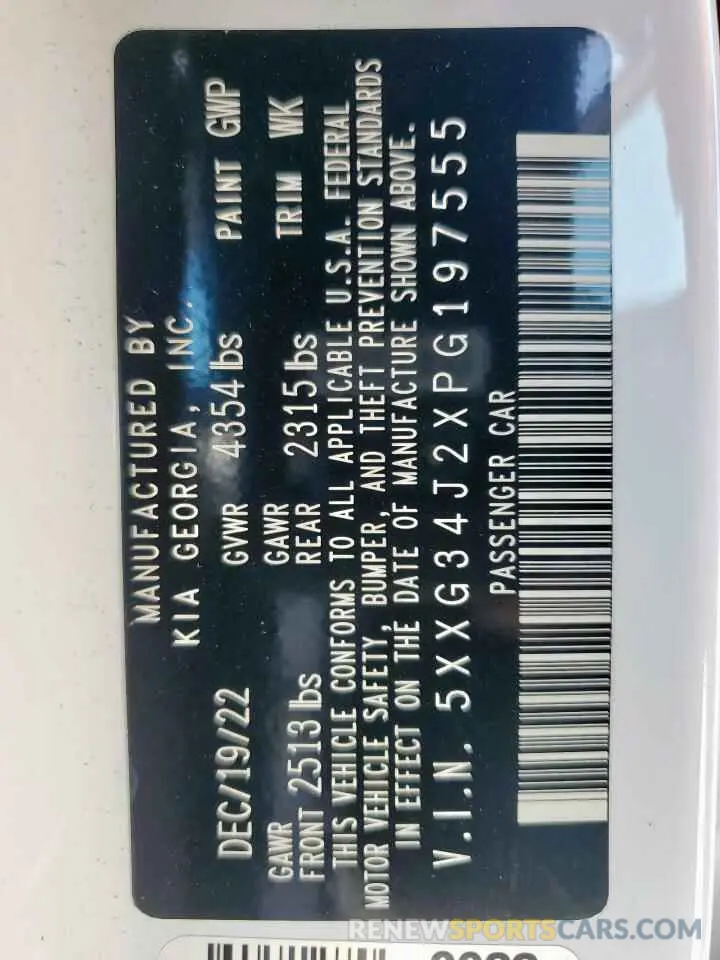 MANUFACTURED BY
KIA GEORGIA, INC.
DEC/19/22 GVWR 4354 lbs PAINT GWP
GAWR GAWR TRIM WK
FRONT 2513 lbs REAR 2315 lbs
THIS VEHICLE CONFORMS TO ALL APPLICABLE U.S.A. FEDERAL
MOTOR VEHICLE SAFETY, BUMPER, AND THEFT PREVENTION STANDARDS
IN EFFECT ON THE DATE OF MANUFACTURE SHOWN ABOVE.
V.I.N. 5XXG34J2XPG197555
PASSENGER CAR
RENEWSPORTSCARS.COM